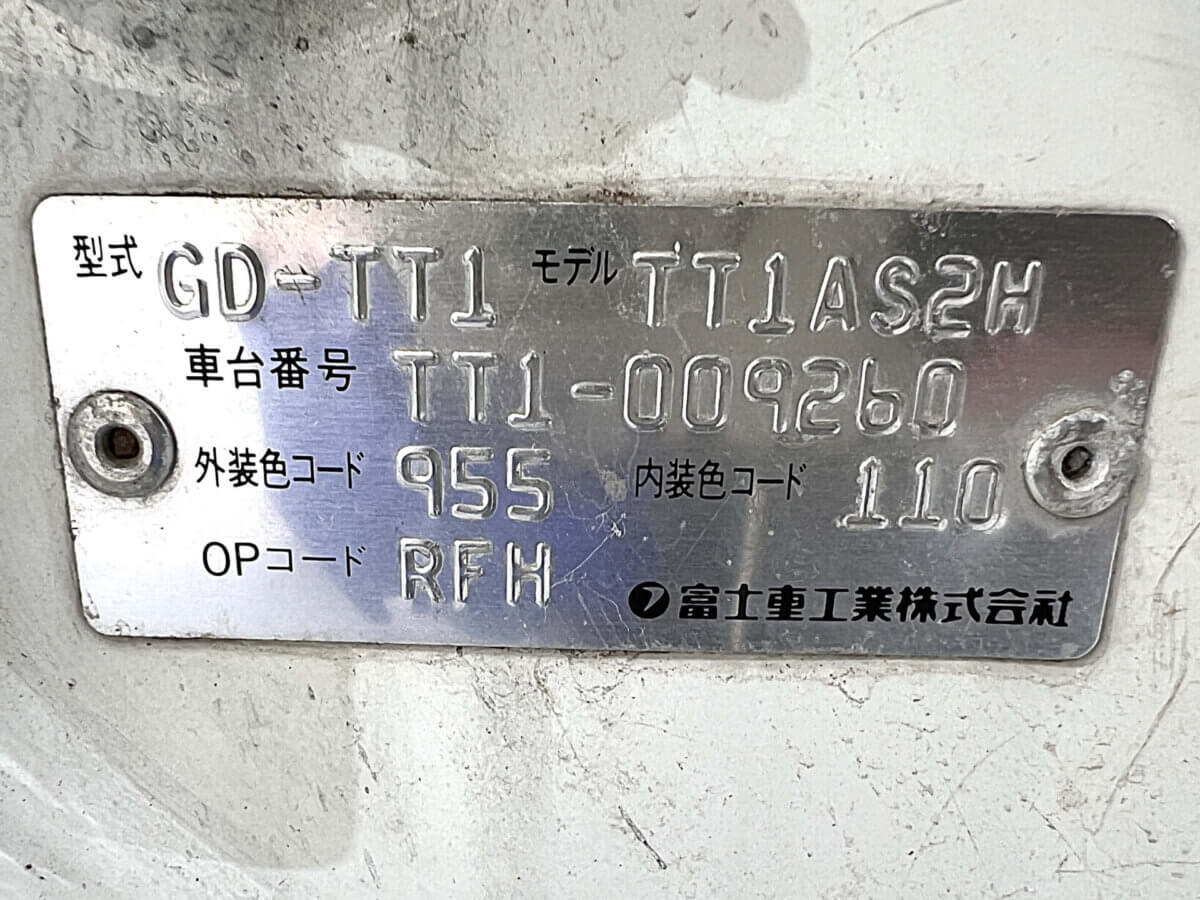 型式 GD-TT1 モデル TT1AS2H
車台番号 TT1-009260
外装色コード 955 内装色コード 110
OPコード RFH
富士重工業株式会社